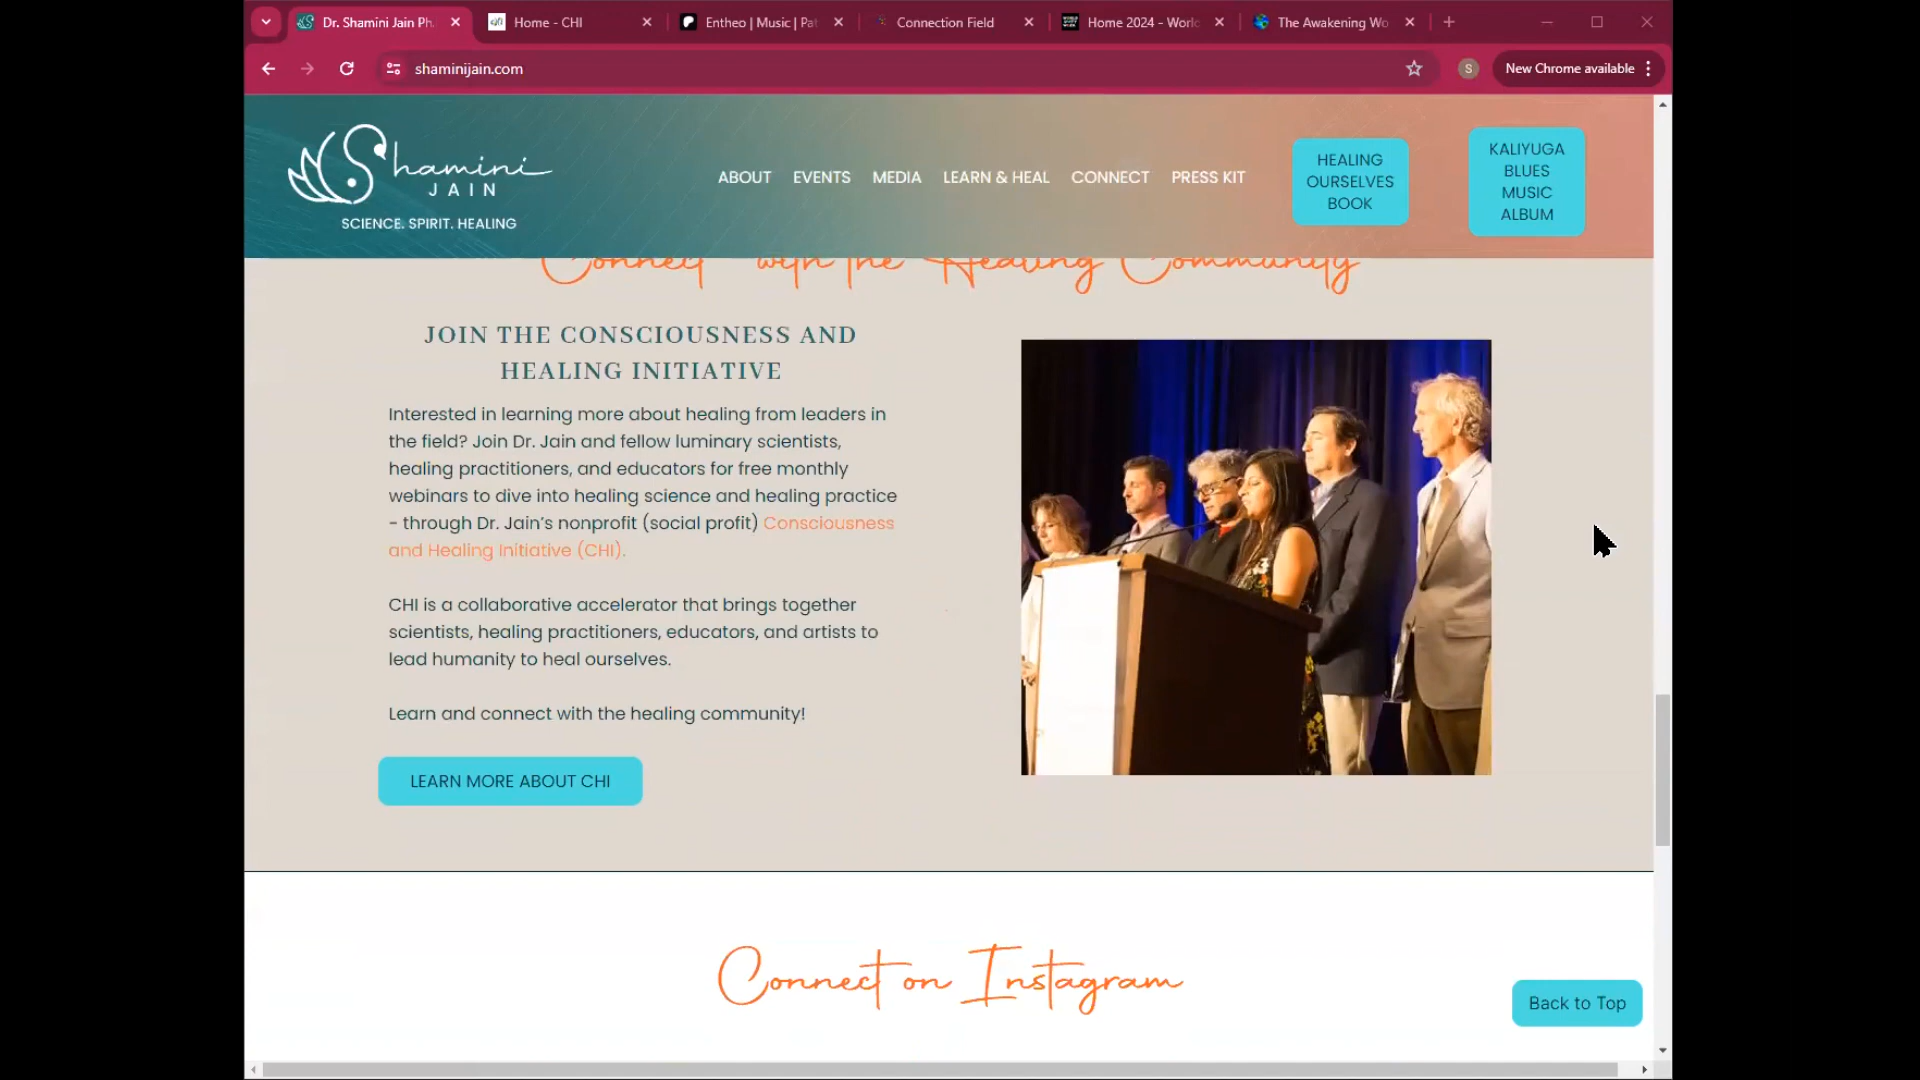 Dr. Shamini Jain Ph.
Home - CHI
Entheo | Music | Pat
Connection Field
Home 2024 - Worl
The Awakening Wo
shaminijain.com
S
New Chrome available
Shamini
JAIN
SCIENCE. SPIRIT. HEALING
ABOUT
EVENTS
MEDIA
LEARN & HEAL
CONNECT
PRESS KIT
HEALING
OURSELVES
BOOK
KALIYUGA
BLUES
MUSIC
ALBUM
Connect with the Healing Community
JOIN THE CONSCIOUSNESS AND
HEALING INITIATIVE
Interested in learning more about healing from leaders in
the field? Join Dr. Jain and fellow luminary scientists,
healing practitioners, and educators for free monthly
webinars to dive into healing science and healing practice
- through Dr. Jain's nonprofit (social profit) Consciousness
and Healing Initiative (CHI).
CHI is a collaborative accelerator that brings together
scientists, healing practitioners, educators, and artists to
lead humanity to heal ourselves.
Learn and connect with the healing community!
LEARN MORE ABOUT CHI
Connect on Instagram
Back to Top